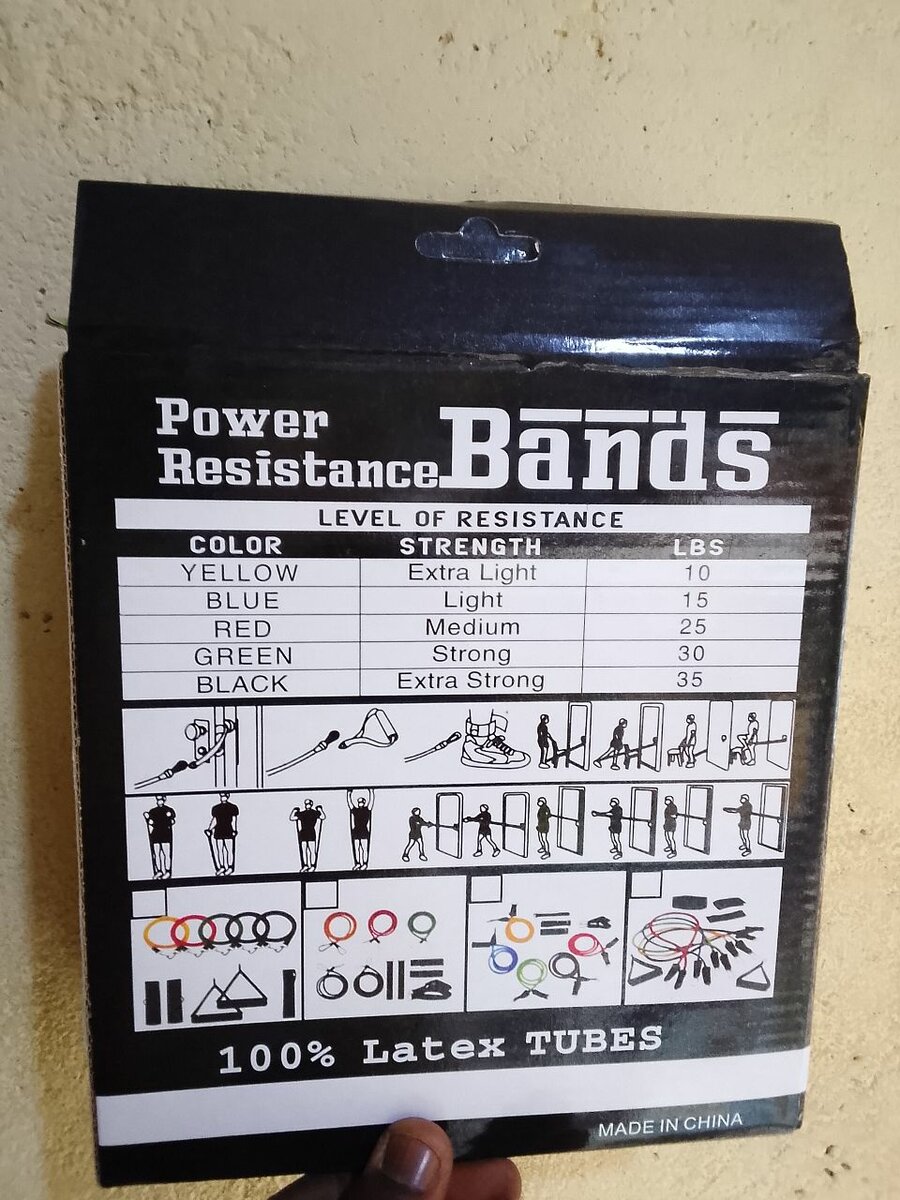 Power
Resistance Bands
LEVEL OF RESISTANCE
COLOR STRENGTH LBS
YELLOW Extra Light 10
BLUE Light 15
RED Medium 25
GREEN Strong 30
BLACK Extra Strong 35
100% Latex TUBES
MADE IN CHINA